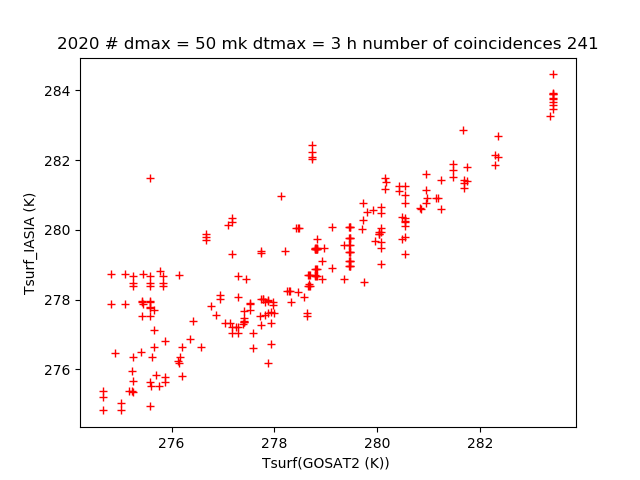 2020 # dmax = 50 mk dtmax = 3 h number of coincidences 241
284
282
280
278
276
Tsurf_IASIA (K)
276 278 280 282
Tsurf(GOSAT2 (K))